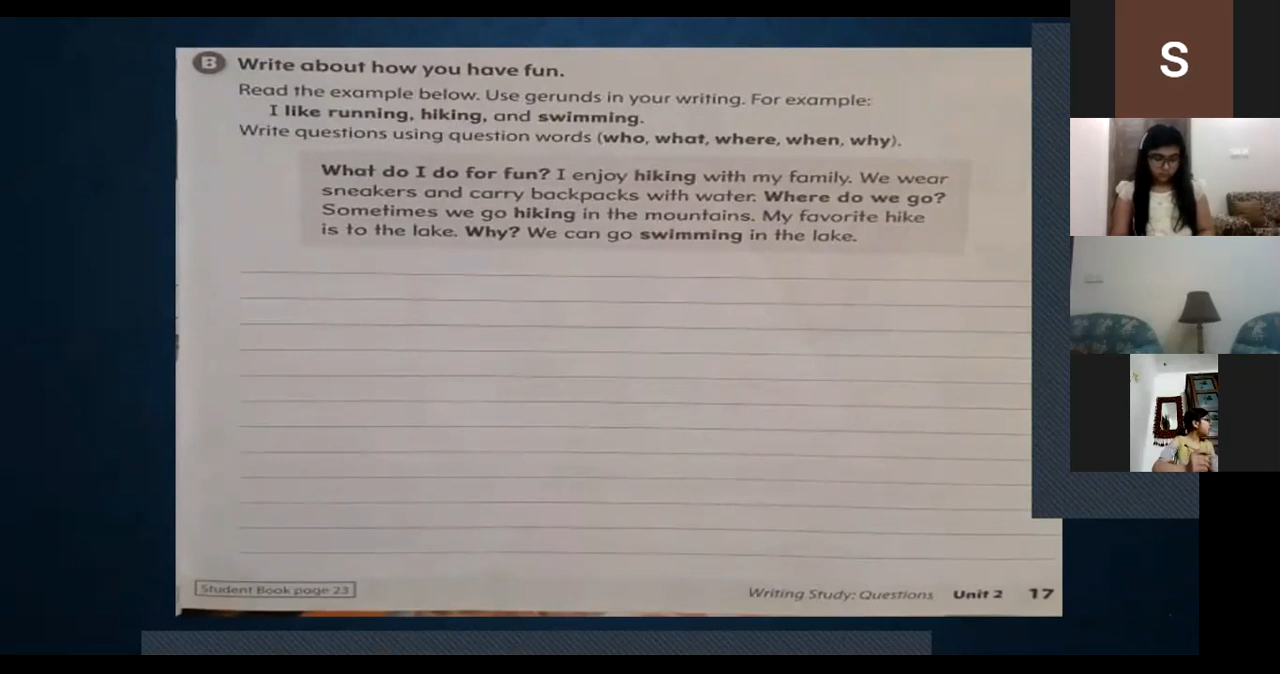 B Write about how you have fun.
Read the example below. Use gerunds in your writing. For example:
I like running, hiking, and swimming.
Write questions using question words (who, what, where, when, why).
What do I do for fun? I enjoy hiking with my family. We wear
sneakers and carry backpacks with water. Where do we go?
Sometimes we go hiking in the mountains. My favorite hike
is to the lake. Why? We can go swimming in the lake.
Student Book page 23
Writing Study: Questions Unit 2 17
S